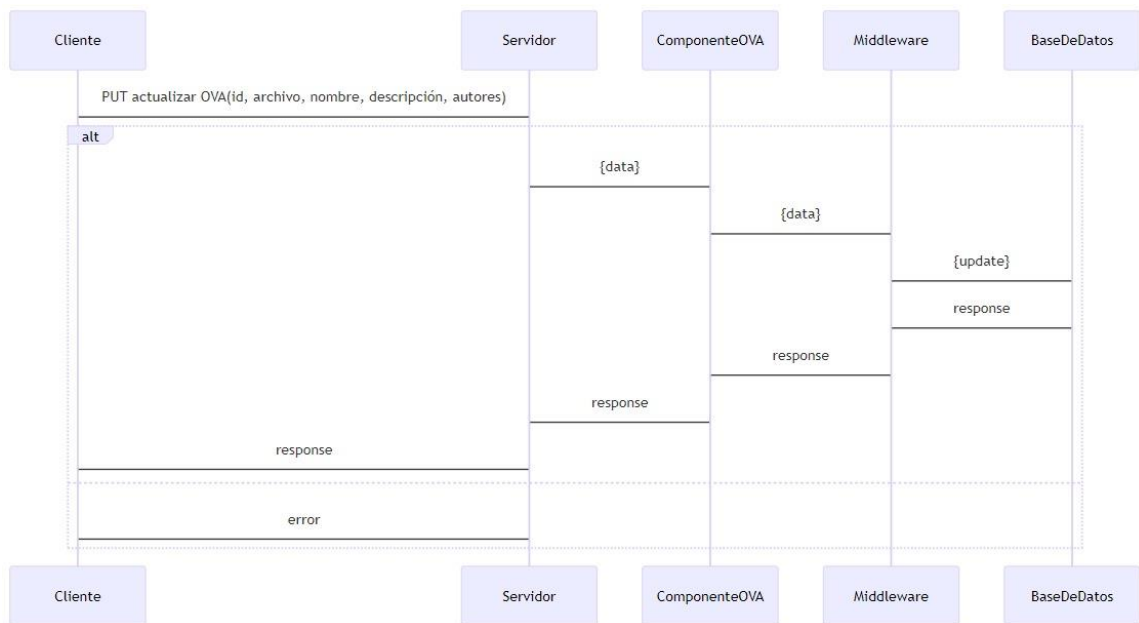 Cliente Servidor ComponenteOVA Middleware BaseDeDatos
PUT actualizar OVA(id, archivo, nombre, descripción, autores)
alt
{data}
{data}
{update}
response
response
response
response
error
Cliente Servidor ComponenteOVA Middleware BaseDeDatos